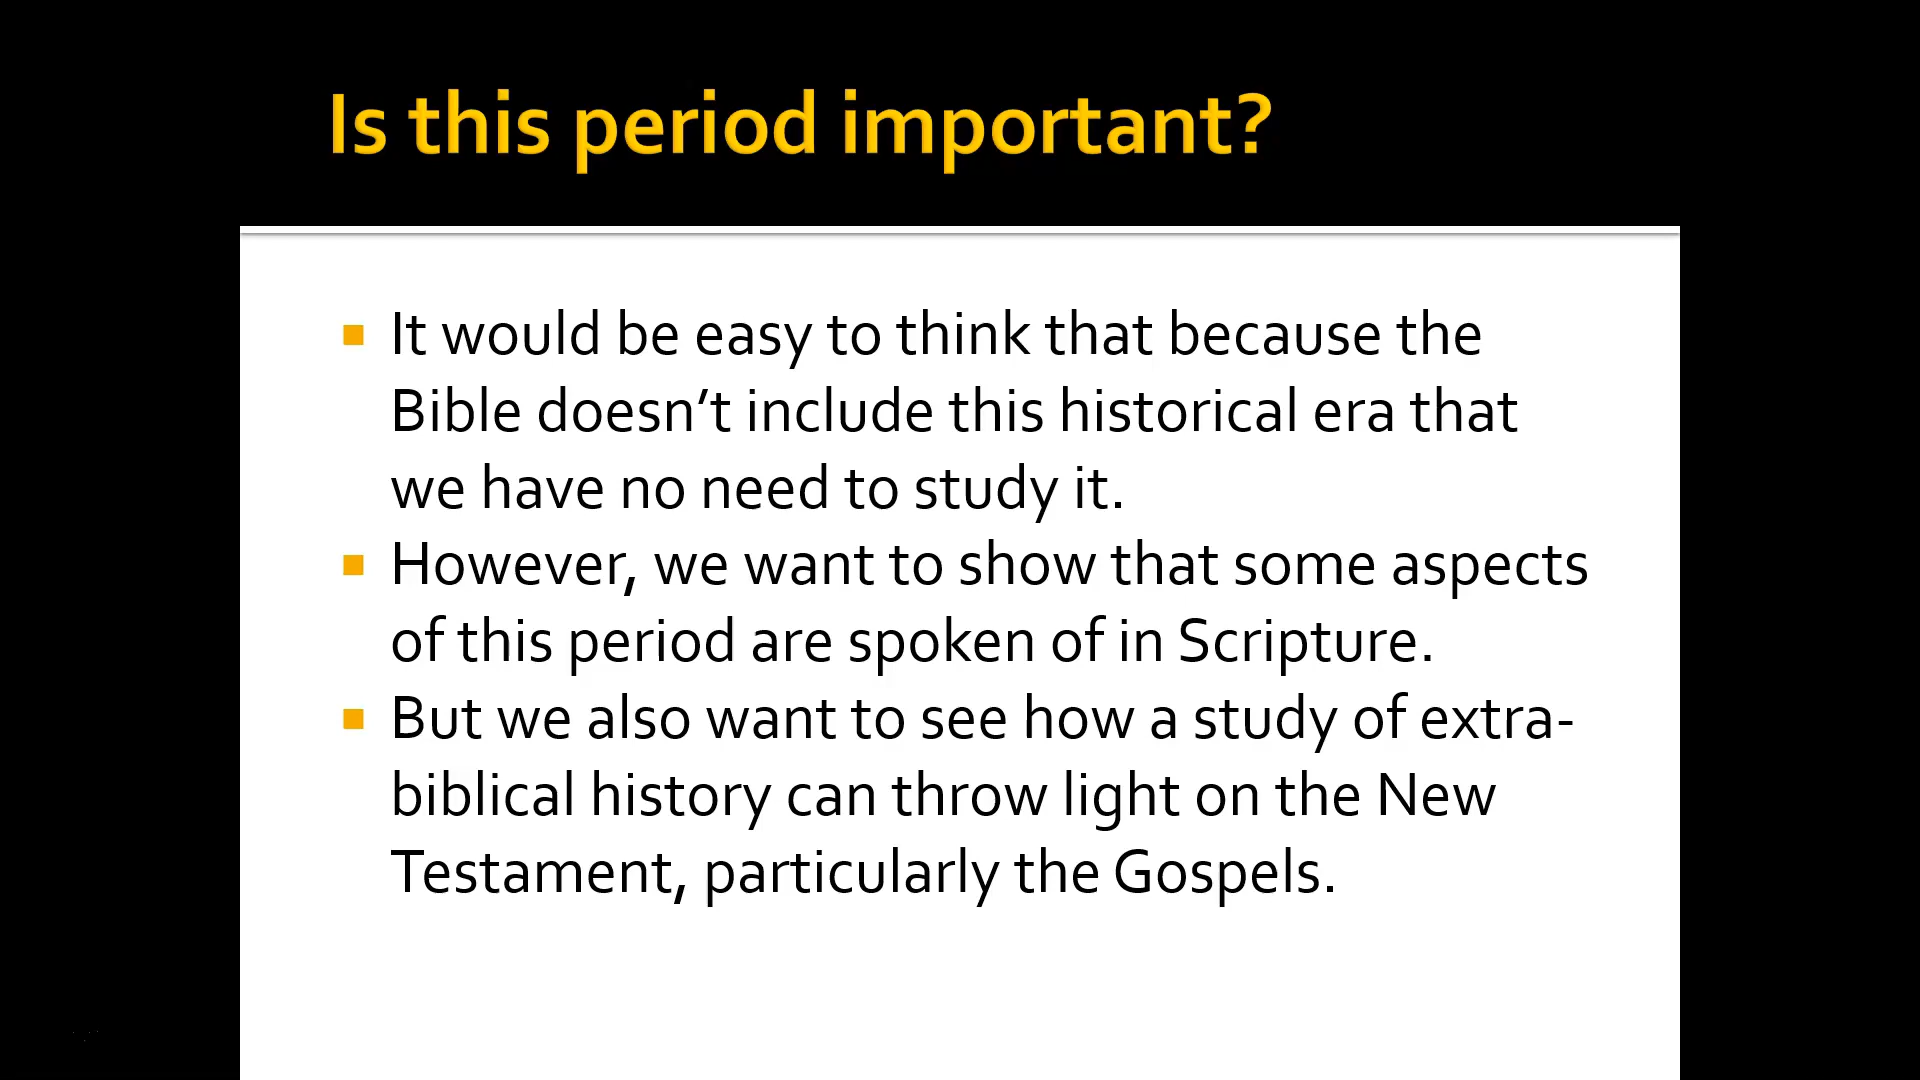 Is this period important?
It would be easy to think that because the
Bible doesn’t include this historical era that
we have no need to study it.
However, we want to show that some aspects
of this period are spoken of in Scripture.
But we also want to see how a study of extra-
biblical history can throw light on the New
Testament, particularly the Gospels.